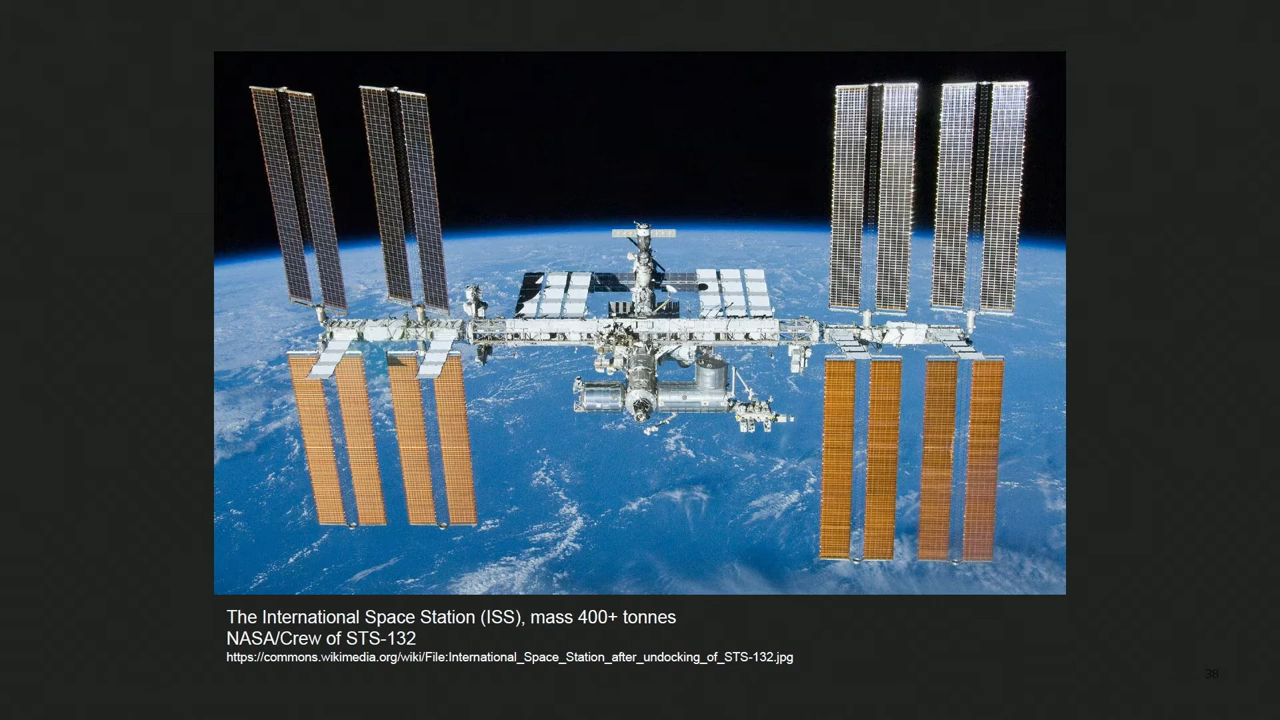 The International Space Station (ISS), mass 400+ tonnes
NASA/Crew of STS-132
https://commons.wikimedia.org/wiki/File:International_Space_Station_after_undocking_of_STS-132.jpg
38